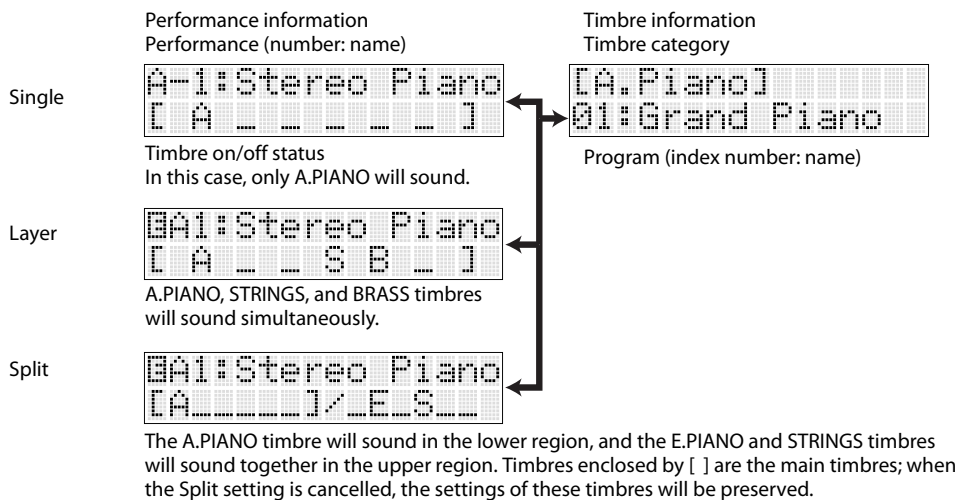 Performance information
Performance (number: name)
Timbre information
Timbre category
Single
A-1:Stereo Piano
[ A _ _ _ _ _ ]
[A.Piano]
01:Grand Piano
Timbre on/off status
In this case, only A.PIANO will sound.
Program (index number: name)
Layer
EA1:Stereo Piano
[ A _ _ S B _ ]
A.PIANO, STRINGS, and BRASS timbres
will sound simultaneously.
Split
EA1:Stereo Piano
[A_____]/_E_S__
The A.PIANO timbre will sound in the lower region, and the E.PIANO and STRINGS timbres
will sound together in the upper region. Timbres enclosed by [ ] are the main timbres; when
the Split setting is cancelled, the settings of these timbres will be preserved.